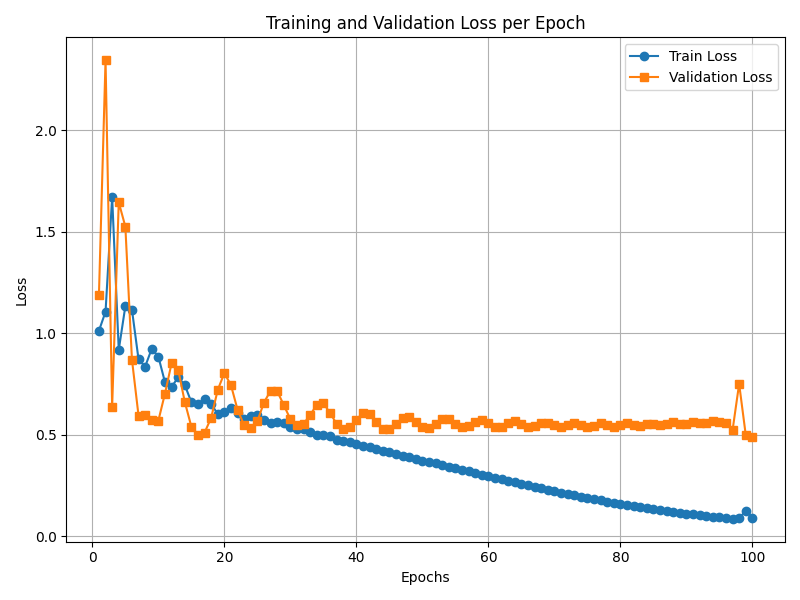 Training and Validation Loss per Epoch
Train Loss
Validation Loss
2.0
1.5
1.0
0.5
0.0
Loss
0 20 40 60 80 100
Epochs